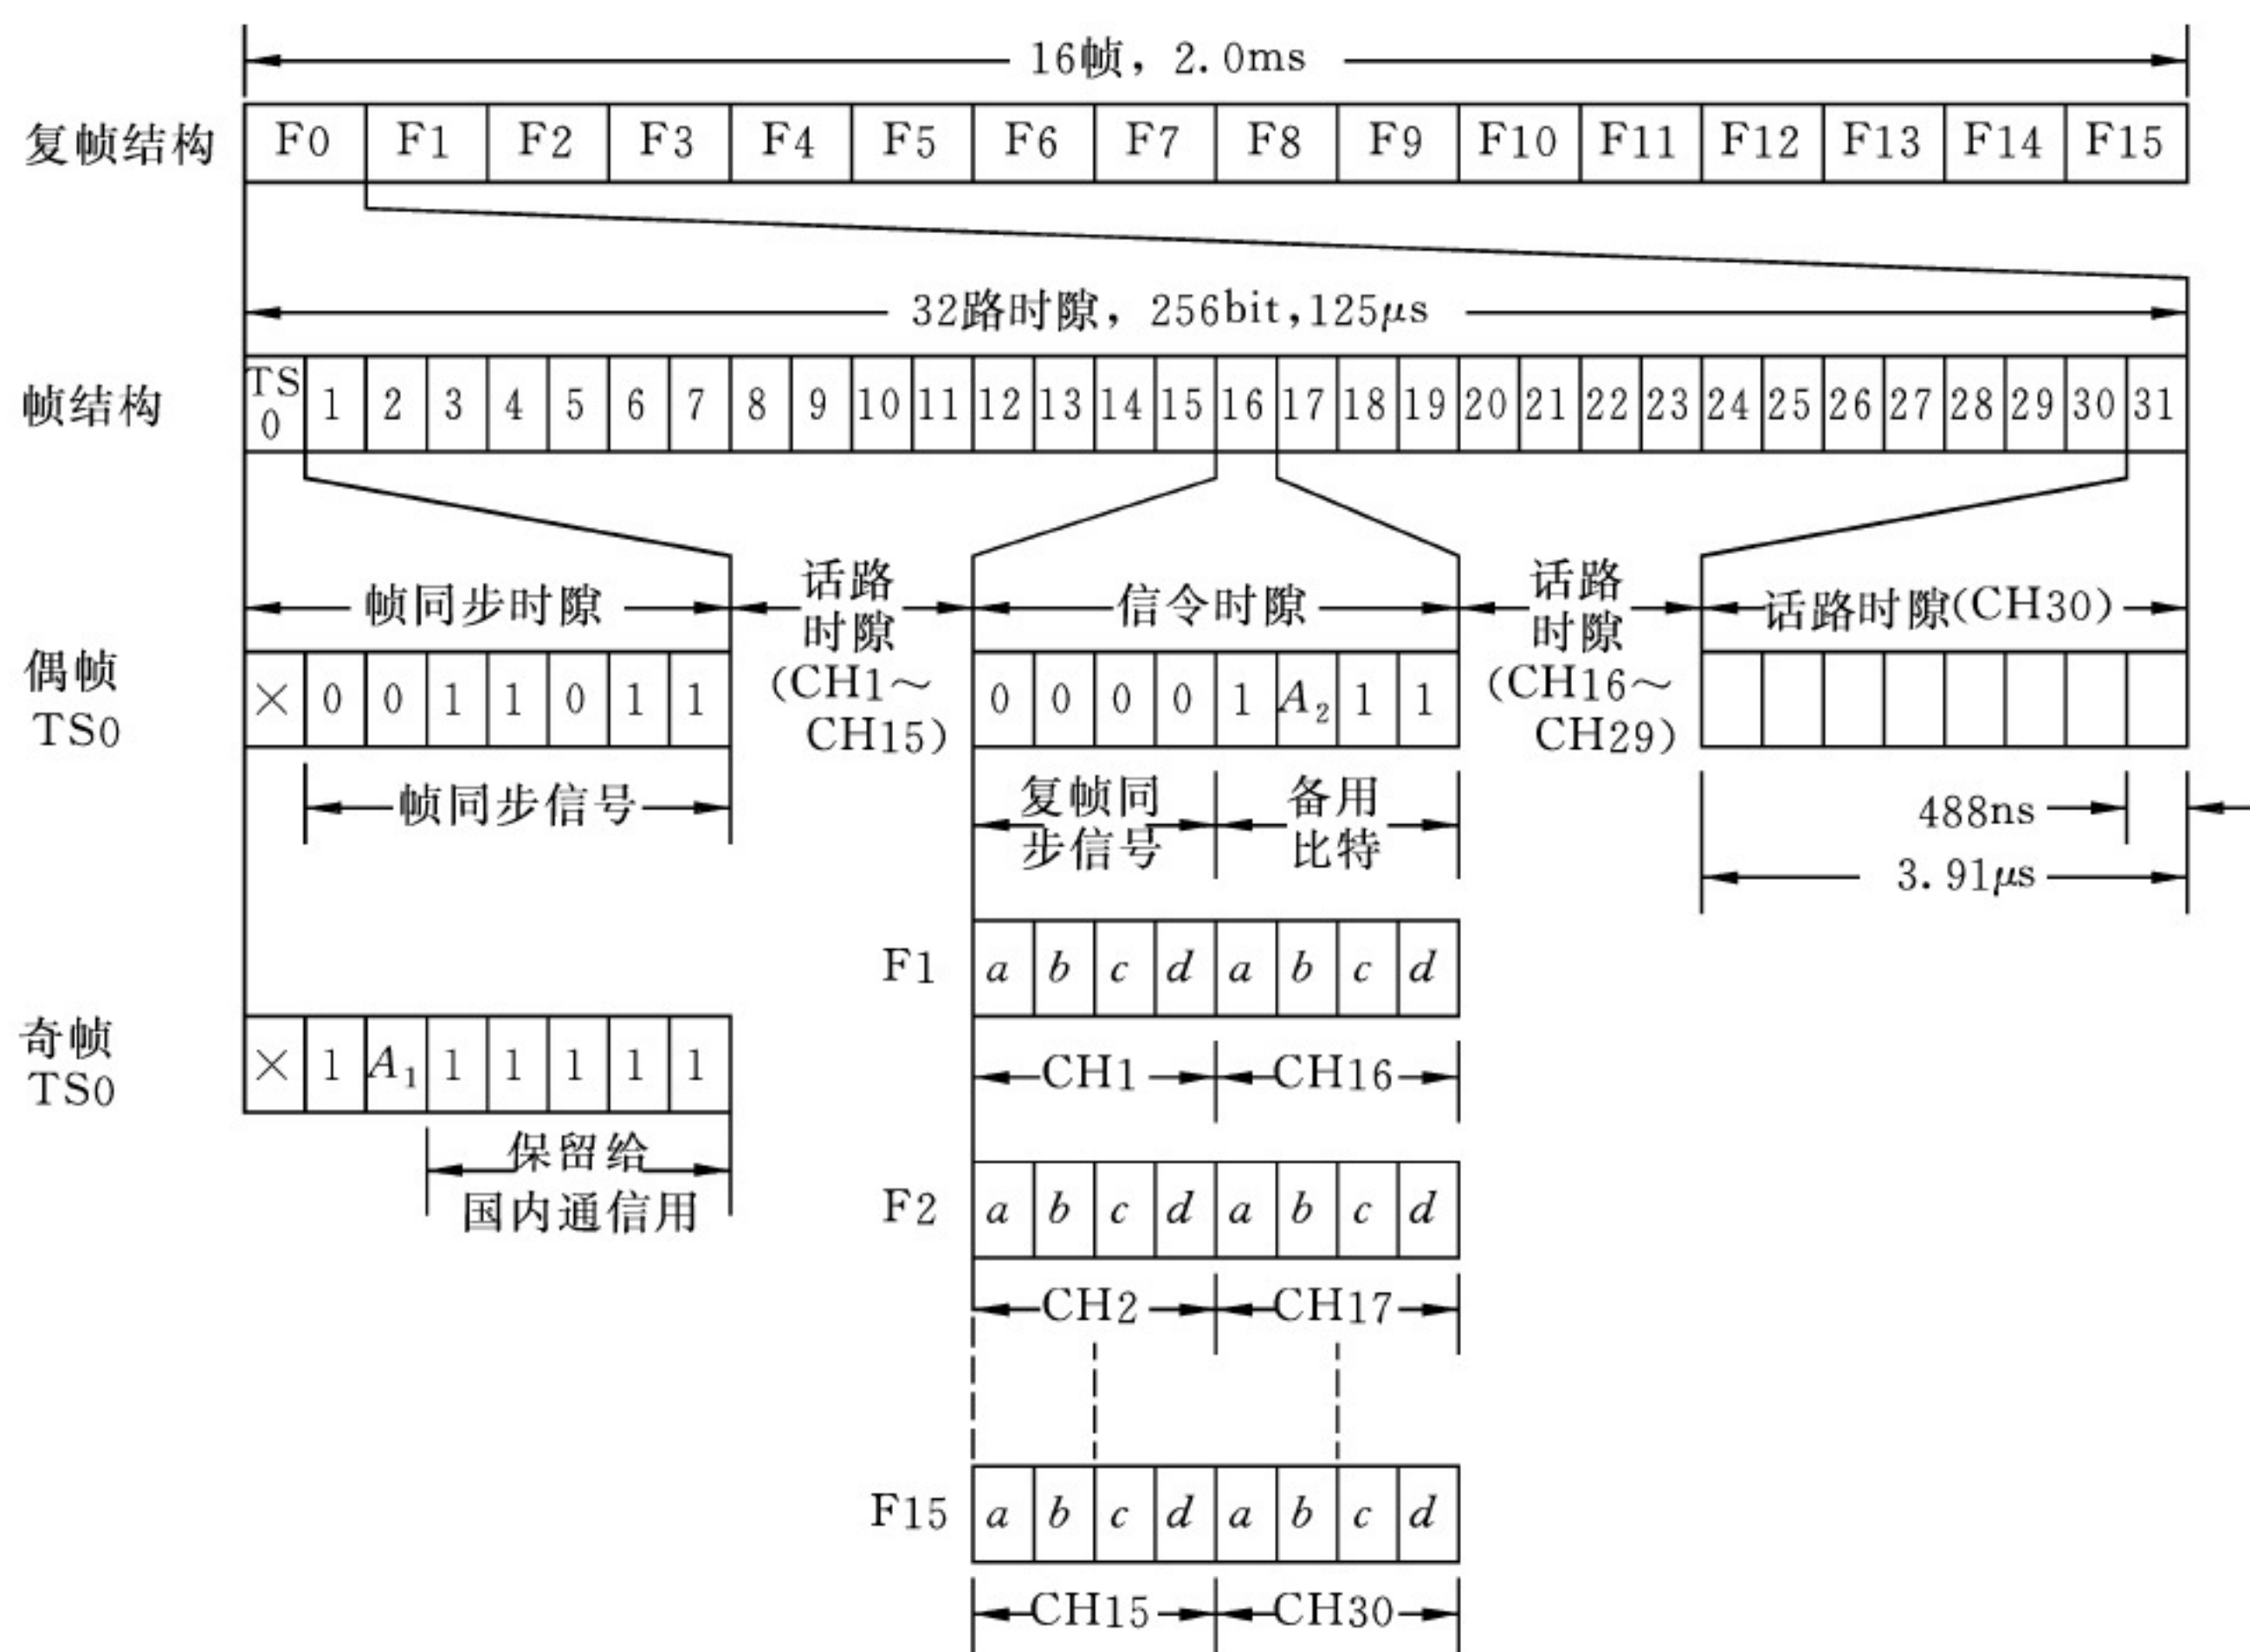 16帧，2.0ms
复帧结构 F0 F1 F2 F3 F4 F5 F6 F7 F8 F9 F10 F11 F12 F13 F14 F15
32路时隙，256bit,125μs
帧结构 TS0 1 2 3 4 5 6 7 8 9 10 11 12 13 14 15 16 17 18 19 20 21 22 23 24 25 26 27 28 29 30 31
帧同步时隙
话路
时隙
(CH1～
CH15)
信令时隙
话路
时隙
(CH16～
CH29)
话路时隙(CH30)
偶帧
TS0
× 0 0 1 1 0 1 1
0 0 0 0 1 A₂ 1 1
帧同步信号
复帧同
步信号
备用
比特
488ns
3.91μs
F1 a b c d a b c d
CH1 CH16
奇帧
TS0
× 1 A₁ 1 1 1 1 1
保留给
国内通信用
F2 a b c d a b c d
CH2 CH17
F15 a b c d a b c d
CH15 CH30